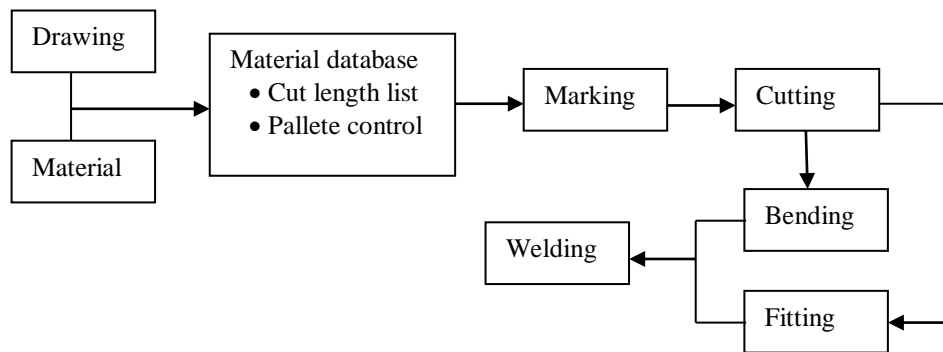 Drawing
Material
Material database
• Cut length list
• Pallete control
Marking
Cutting
Bending
Welding
Fitting